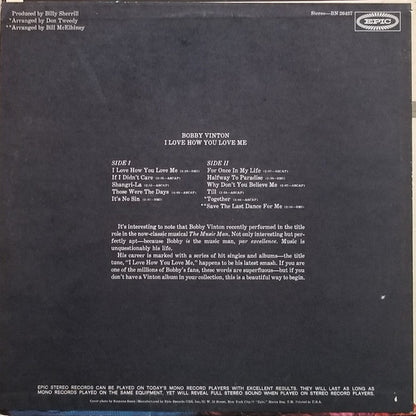 Produced by Billy Sherrill
*Arranged by Don Tweedy
**Arranged by Bill McElhiney
Stereo—BN 26437
EPIC
BOBBY VINTON
I LOVE HOW YOU LOVE ME
SIDE I
I Love How You Love Me
If I Didn't Care
Shangri-La
Those Were The Days
It's No Sin
SIDE II
For Once In My Life
Halfway To Paradise
Why Don't You Believe Me
Till
*Together
**Save The Last Dance For Me
It's interesting to note that Bobby Vinton recently performed in the title
role in the now-classic musical The Music Man. Not only interesting but per-
fectly apt—because Bobby is the music man, par excellence. Music is
unquestionably his life.
His career is marked with a series of hit singles and albums—the title
tune, "I Love How You Love Me," happens to be his latest smash. If you are
one of the millions of Bobby's fans, these words are superfluous—but if you
don't have a Vinton album in your collection, this is a beautiful way to begin.
EPIC STEREO RECORDS CAN BE PLAYED ON TODAY'S MONO RECORD PLAYERS WITH EXCELLENT RESULTS. THEY WILL LAST AS LONG AS
MONO RECORDS PLAYED ON THE SAME EQUIPMENT, YET WILL REVEAL FULL STEREO SOUND WHEN PLAYED ON STEREO RECORD PLAYERS.